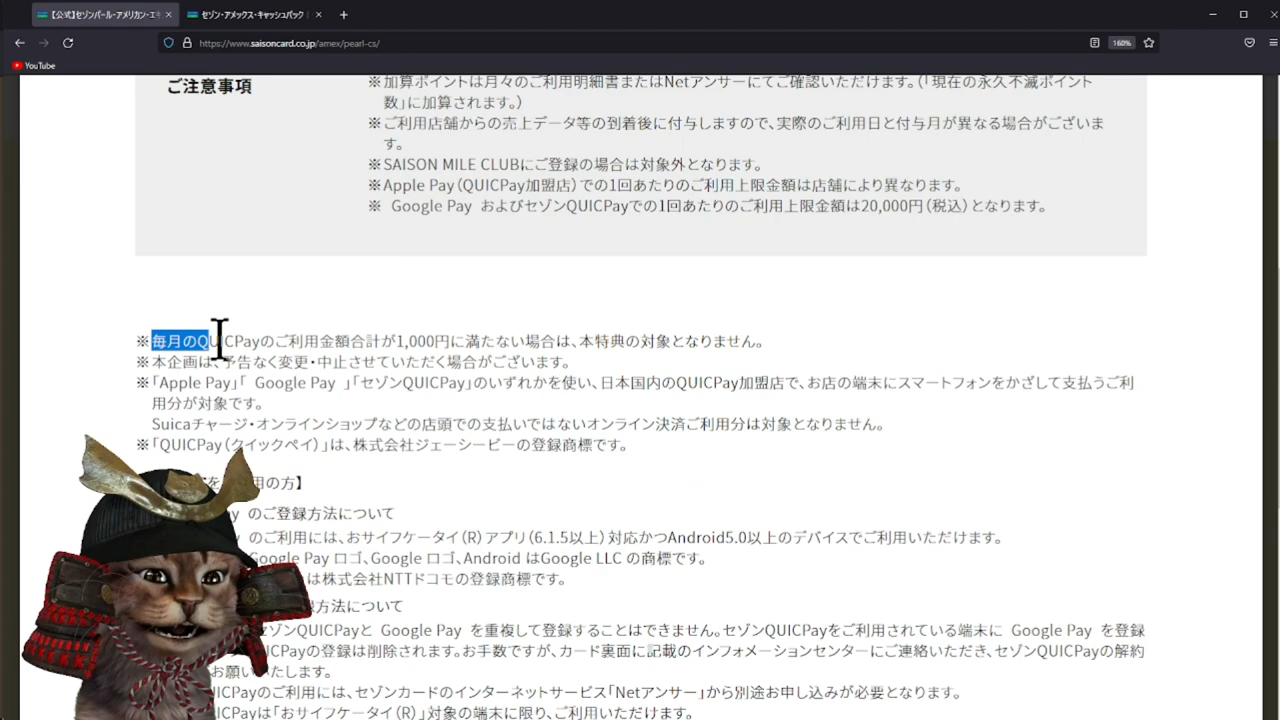 【公式】セゾンパール・アメリカン・エキ
セゾン・アメックス・キャッシュバック
https://www.saisoncard.co.jp/amex/pearl-cs/
160%
YouTube
ご注意事項
※加算ポイントは月々のご利用明細書またはNetアンサーにてご確認いただけます。(「現在の永久不滅ポイント
数」に加算されます。)
※ご利用店舗からの売上データ等の到着後に付与しますので、実際のご利用日と付与月が異なる場合がございま
す。
※SAISON MILE CLUBにご登録の場合は対象外となります。
※Apple Pay(QUICPay加盟店)での1回あたりのご利用上限金額は店舗により異なります。
※ Google Pay およびセゾンQUICPayでの1回あたりのご利用上限金額は20,000円(税込)となります。
※毎月のQUICPayのご利用金額合計が1,000円に満たない場合は、本特典の対象となりません。
※本企画は、予告なく変更・中止させていただく場合がございます。
※「Apple Pay」「 Google Pay 」「セゾンQUICPay」のいずれかを使い、日本国内のQUICPay加盟店で、お店の端末にスマートフォンをかざして支払うご利
用分が対象です。
Suicaチャージ・オンラインショップなどの店頭での支払いではないオンライン決済ご利用分は対象となりません。
※「QUICPay(クイックペイ)」は、株式会社ジェーシービーの登録商標です。
用の方】
のご登録方法について
のご利用には、おサイフケータイ(R)アプリ(6.1.5以上)対応かつAndroid5.0以上のデバイスでご利用いただけます。
Google Pay ロゴ、Google ロゴ、Android はGoogle LLC の商標です。
は株式会社NTTドコモの登録商標です。
方法について
ゾンQUICPayと Google Pay を重複して登録することはできません。セゾンQUICPayをご利用されている端末に Google Pay を登録
ICPayの登録は削除されます。お手数ですが、カード裏面に記載のインフォメーションセンターにご連絡いただき、セゾンQUICPayの解約
お願いいたします。
ICPayのご利用には、セゾンカードのインターネットサービス「Netアンサー」から別途お申し込みが必要となります。
ICPayは「おサイフケータイ(R)」対象の端末に限り、ご利用いただけます。